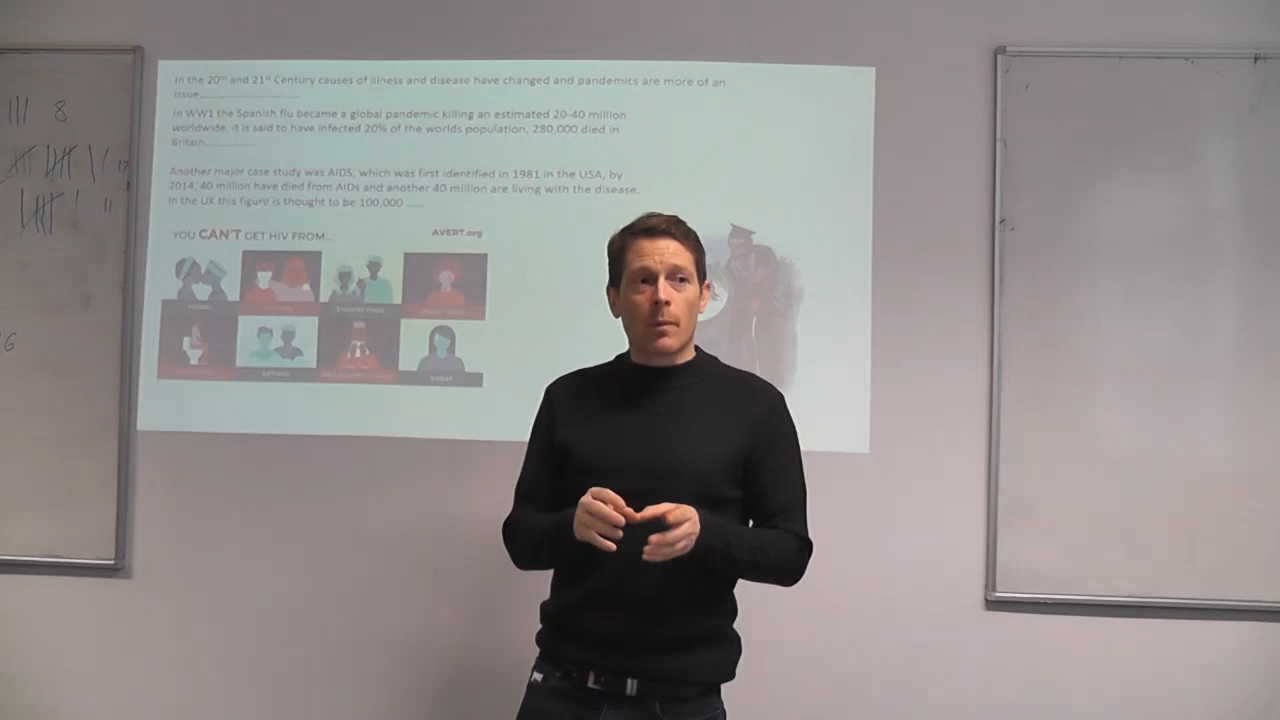 In the 20th and 21st Century causes of illness and disease have changed and pandemics are more of an
issue..............................
In WW1 the Spanish flu became a global pandemic killing an estimated 20-40 million
worldwide, it is said to have infected 20% of the worlds population, 280,000 died in
Britain...............
Another major case study was AIDS, which was first identified in 1981 in the USA, by
2014, 40 million have died from AIDs and another 40 million are living with the disease.
In the UK this figure is thought to be 100,000 .....
YOU CAN'T GET HIV FROM...
AVERT.org
KISSING
SHARING FOOD
INSECT BITES
SWEAT
8
11
6